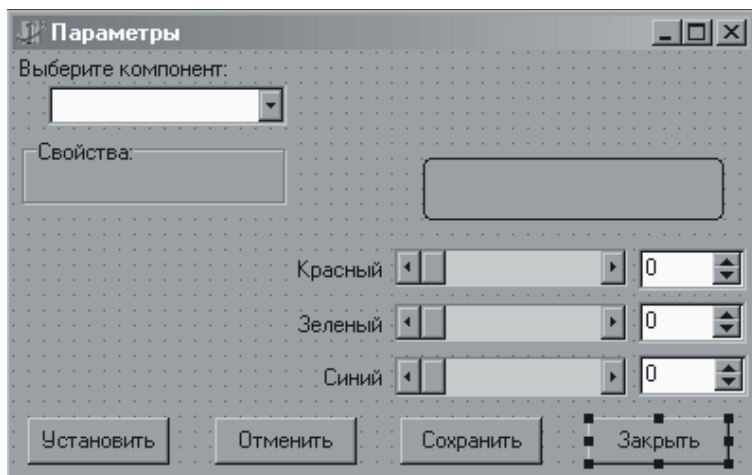 Параметры
Выберите компонент:
Свойства:
Красный 0
Зеленый 0
Синий 0
Установить Отменить Сохранить Закрыть